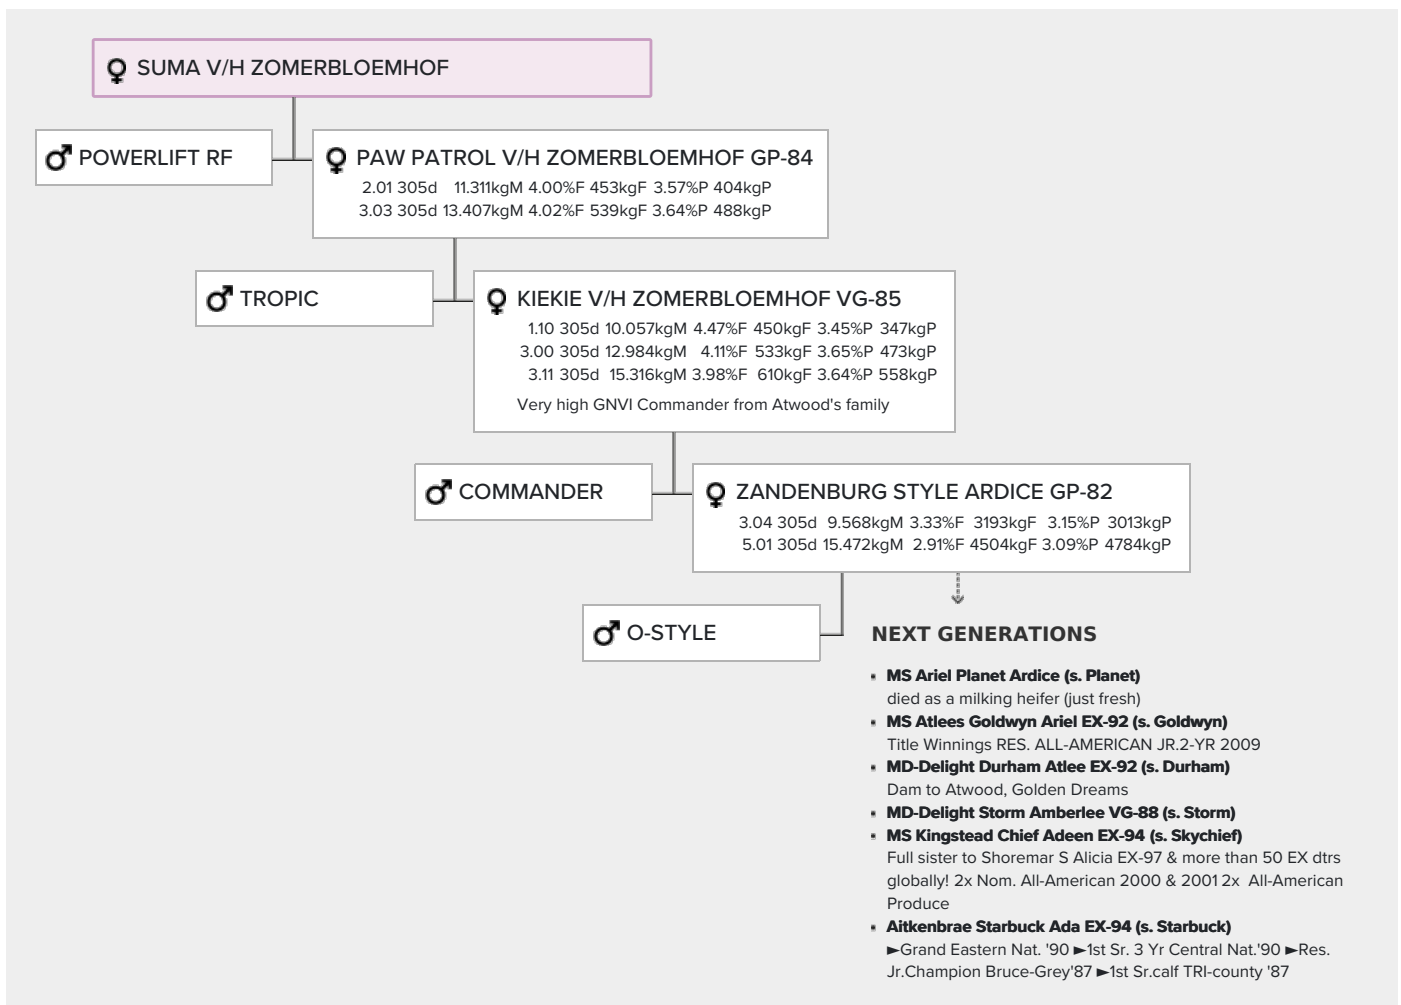 SUMA V/H ZOMERBLOEMHOF
POWERLIFT RF
PAW PATROL V/H ZOMERBLOEMHOF GP-84
2.01 305d 11.311kgM 4.00%F 453kgF 3.57%P 404kgP
3.03 305d 13.407kgM 4.02%F 539kgF 3.64%P 488kgP
TROPIC
KIEKIE V/H ZOMERBLOEMHOF VG-85
1.10 305d 10.057kgM 4.47%F 450kgF 3.45%P 347kgP
3.00 305d 12.984kgM 4.11%F 533kgF 3.65%P 473kgP
3.11 305d 15.316kgM 3.98%F 610kgF 3.64%P 558kgP
Very high GNVI Commander from Atwood's family
COMMANDER
ZANDENBURG STYLE ARDICE GP-82
3.04 305d 9.568kgM 3.33%F 3193kgF 3.15%P 3013kgP
5.01 305d 15.472kgM 2.91%F 4504kgF 3.09%P 4784kgP
O-STYLE
NEXT GENERATIONS
▪ MS Ariel Planet Ardice (s. Planet)
died as a milking heifer (just fresh)
▪ MS Atlees Goldwyn Ariel EX-92 (s. Goldwyn)
Title Winnings RES. ALL-AMERICAN JR.2-YR 2009
▪ MD-Delight Durham Atlee EX-92 (s. Durham)
Dam to Atwood, Golden Dreams
▪ MD-Delight Storm Amberlee VG-88 (s. Storm)
▪ MS Kingstead Chief Adeen EX-94 (s. Skychief)
Full sister to Shoremar S Alicia EX-97 & more than 50 EX dtrs
globally! 2x Nom. All-American 2000 & 2001 2x All-American
Produce
▪ Aitkenbrae Starbuck Ada EX-94 (s. Starbuck)
►Grand Eastern Nat. '90 ►1st Sr. 3 Yr Central Nat.'90 ►Res.
Jr.Champion Bruce-Grey'87 ►1st Sr.calf TRI-county '87